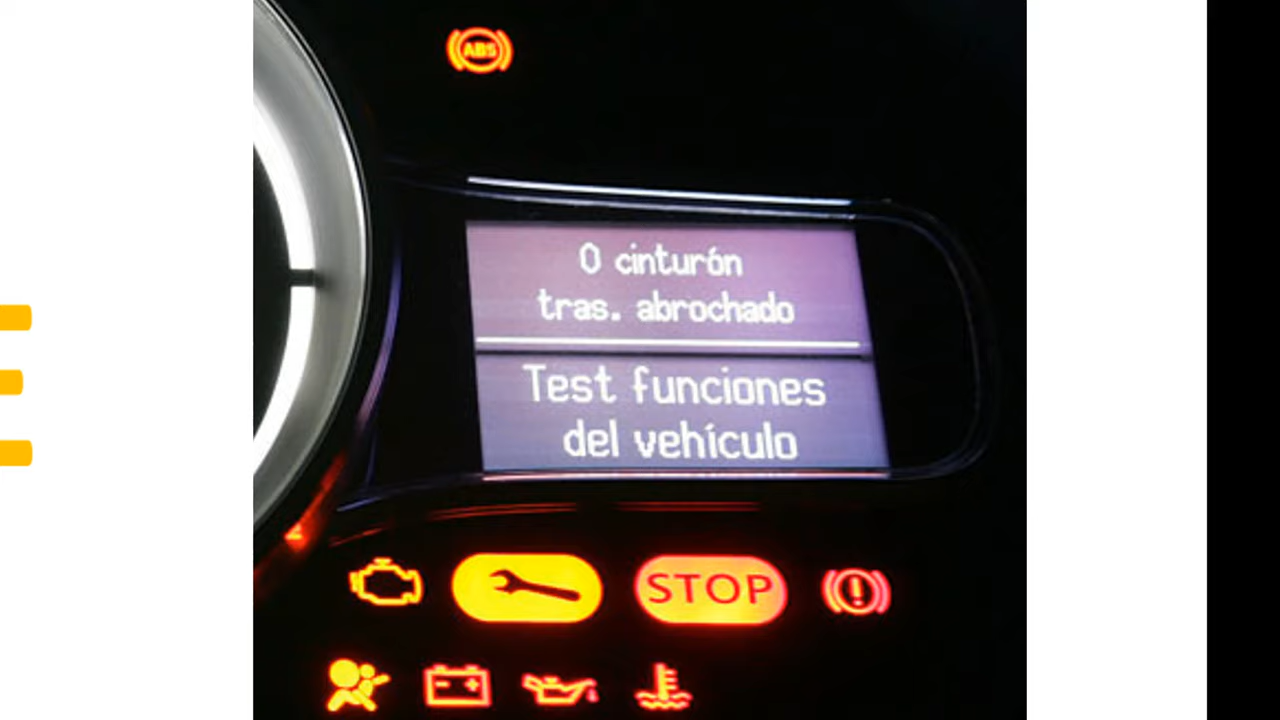 ABS
0 cinturón
tras. abrochado
Test funciones
del vehículo
STOP